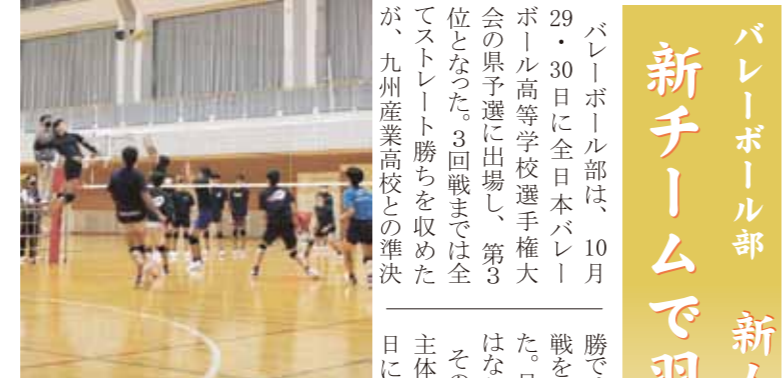 バレーボール部
新人
新チームで羽
バレーボール部は、10月
29・30日に全日本バレー
ボール高等学校選手権大
会の県予選に出場し、第3
位となった。3回戦までは全
てストレート勝ちを収めた
が、九州産業高校との準決
勝で
戦を
た。
はな
その
主体
日に